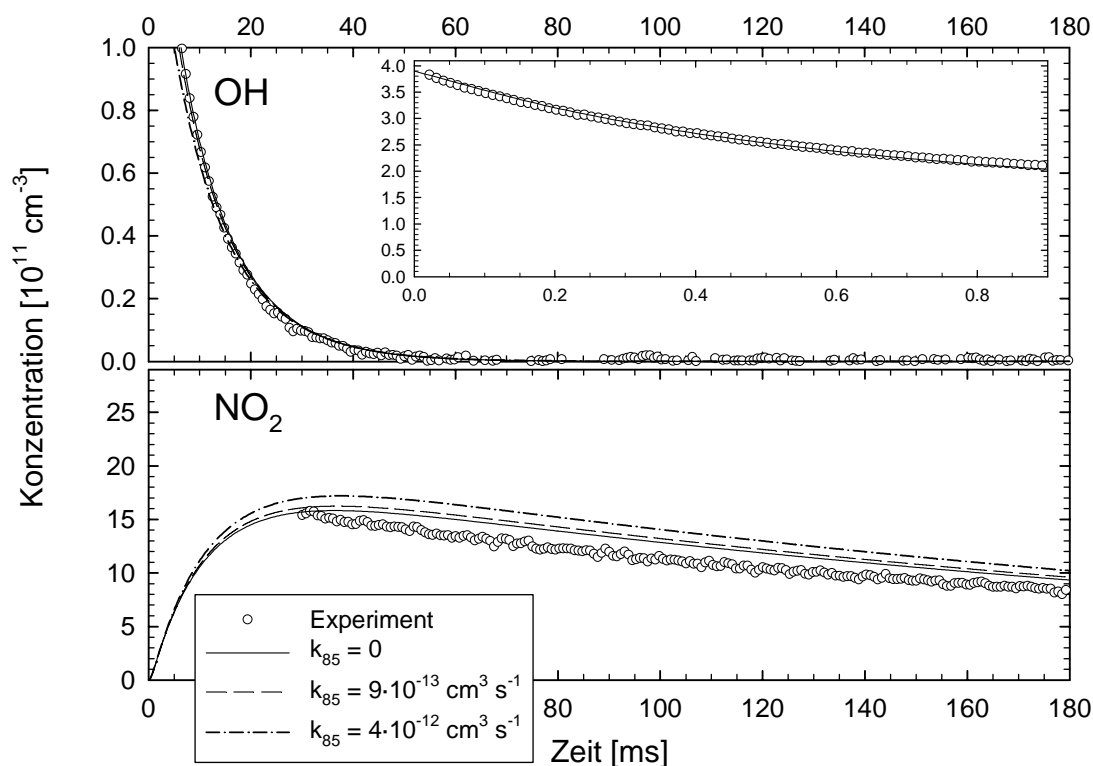 0 20 40 60 80 100 120 140 160 180
1.0
0.8
0.6
0.4
0.2
0.0
OH
4.0
3.5
3.0
2.5
2.0
1.5
1.0
0.5
0.0
0.0 0.2 0.4 0.6 0.8
Konzentration [10¹¹ cm⁻³]
NO₂
25
20
15
10
5
0
Experiment
k₈₅ = 0
k₈₅ = 9·10⁻¹³ cm³ s⁻¹
k₈₅ = 4·10⁻¹² cm³ s⁻¹
0 80 100 120 140 160 180
Zeit [ms]